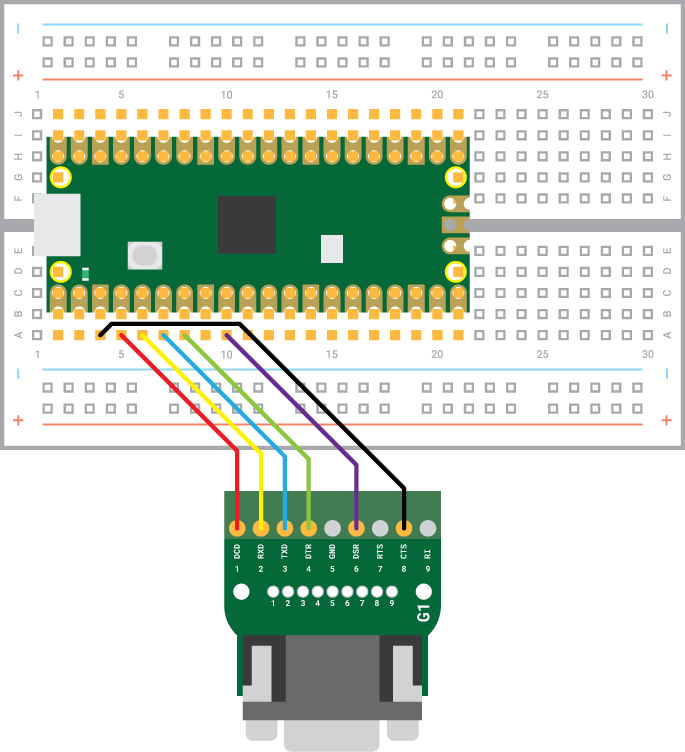 − −
+ +
1 5 10 15 20 25 30
J J
I I
H H
G G
F F
E E
D D
C C
B B
A A
1 5 10 15 20 25 30
− −
+ +
DCD RXD TXD DTR GND DSR RTS CTS RI
1 2 3 4 5 6 7 8 9
1 2 3 4 5 6 7 8 9
G1